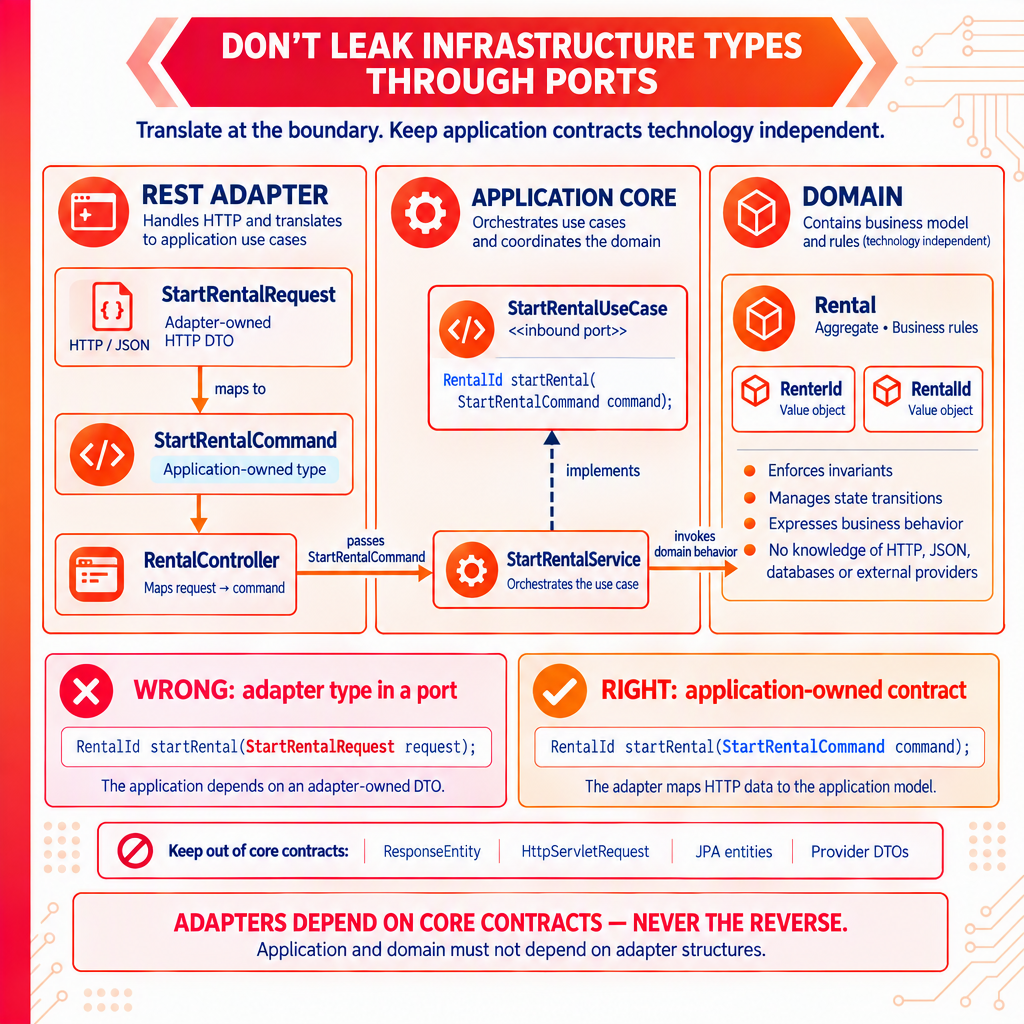 DON'T LEAK INFRASTRUCTURE TYPES
THROUGH PORTS
Translate at the boundary. Keep application contracts technology independent.
REST ADAPTER
Handles HTTP and translates
to application use cases
{ }
HTTP / JSON
StartRentalRequest
Adapter-owned
HTTP DTO
maps to
</>
StartRentalCommand
Application-owned type
RentalController
Maps request → command
passes
StartRentalCommand
APPLICATION CORE
Orchestrates use cases
and coordinates the domain
</>
StartRentalUseCase
<<inbound port>>
RentalId startRental(
StartRentalCommand command);
implements
StartRentalService
Orchestrates the use case
invokes
domain behavior
DOMAIN
Contains business model
and rules (technology independent)
Rental
Aggregate • Business rules
RenterId
Value object
RentalId
Value object
Enforces invariants
Manages state transitions
Expresses business behavior
No knowledge of HTTP, JSON,
databases or external providers
WRONG: adapter type in a port
RentalId startRental(StartRentalRequest request);
The application depends on an adapter-owned DTO.
RIGHT: application-owned contract
RentalId startRental(StartRentalCommand command);
The adapter maps HTTP data to the application model.
Keep out of core contracts: | ResponseEntity | HttpServletRequest | JPA entities | Provider DTOs
ADAPTERS DEPEND ON CORE CONTRACTS — NEVER THE REVERSE.
Application and domain must not depend on adapter structures.